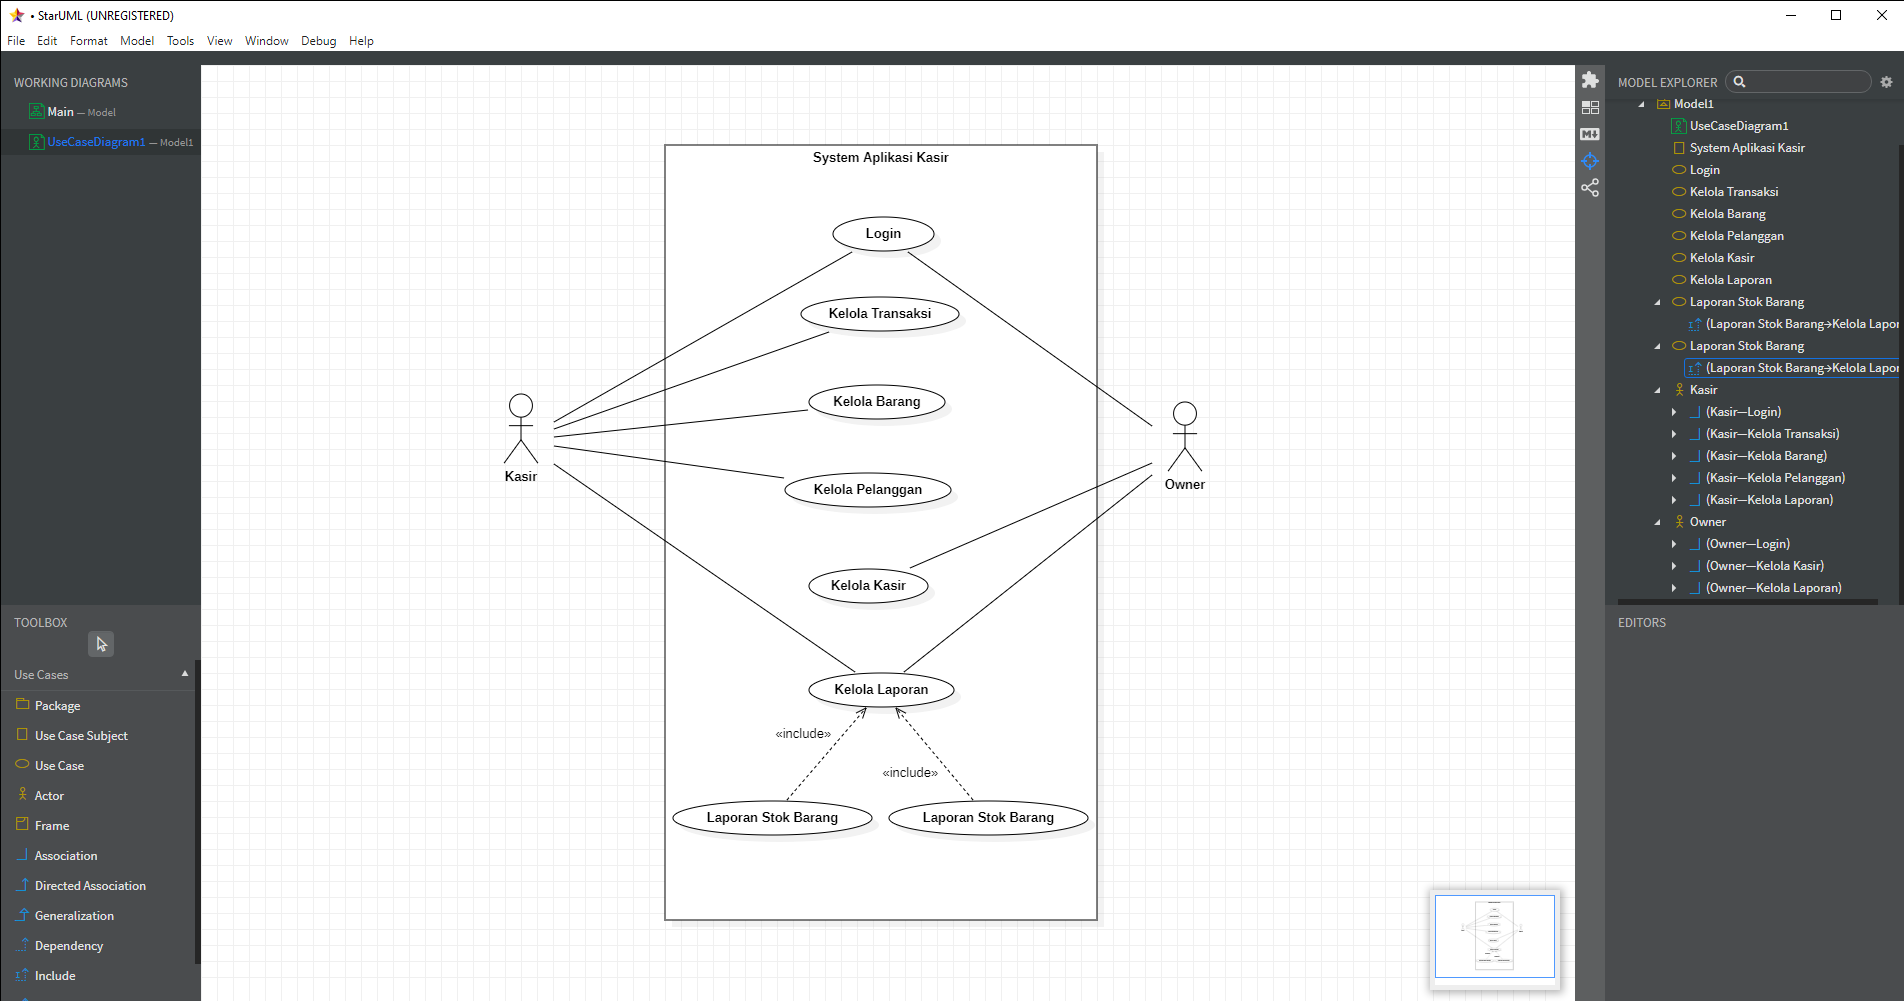 • StarUML (UNREGISTERED)
File Edit Format Model Tools View Window Debug Help
WORKING DIAGRAMS
Main — Model
UseCaseDiagram1 — Model1
TOOLBOX
Use Cases
Package
Use Case Subject
Use Case
Actor
Frame
Association
Directed Association
Generalization
Dependency
Include
System Aplikasi Kasir
Login
Kelola Transaksi
Kelola Barang
Kelola Pelanggan
Kelola Kasir
Kelola Laporan
«include»
«include»
Laporan Stok Barang
Laporan Stok Barang
Kasir
Owner
M
MODEL EXPLORER
Model1
UseCaseDiagram1
System Aplikasi Kasir
Login
Kelola Transaksi
Kelola Barang
Kelola Pelanggan
Kelola Kasir
Kelola Laporan
Laporan Stok Barang
(Laporan Stok Barang→Kelola Lapor
Laporan Stok Barang
(Laporan Stok Barang→Kelola Lapor
Kasir
(Kasir—Login)
(Kasir—Kelola Transaksi)
(Kasir—Kelola Barang)
(Kasir—Kelola Pelanggan)
(Kasir—Kelola Laporan)
Owner
(Owner—Login)
(Owner—Kelola Kasir)
(Owner—Kelola Laporan)
EDITORS